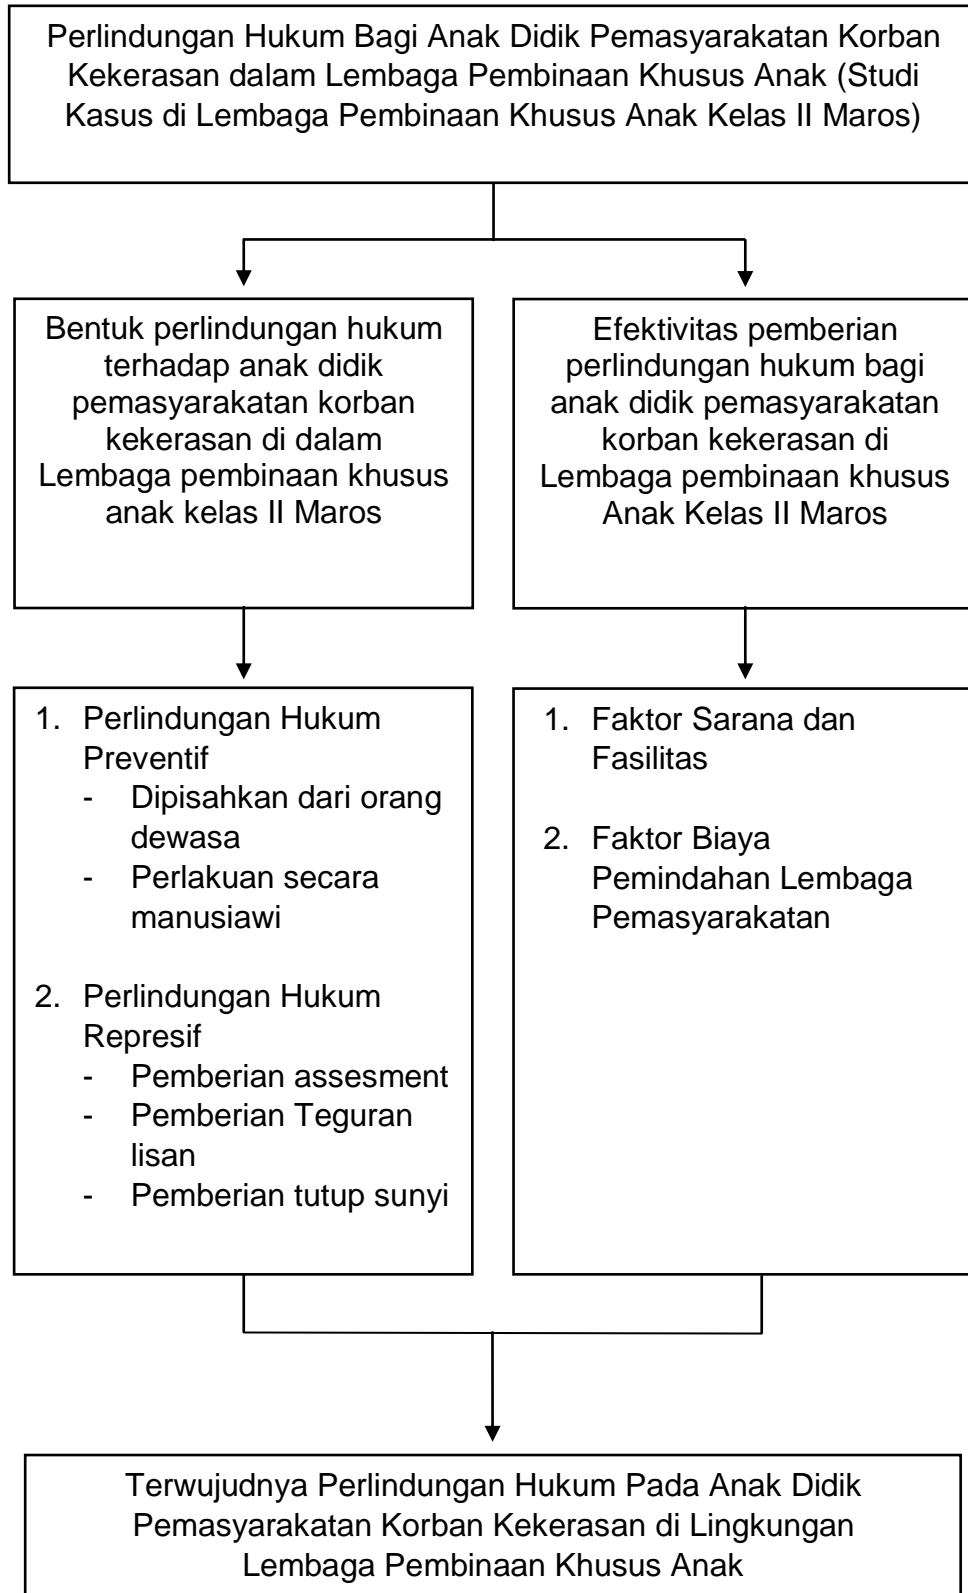 Perlindungan Hukum Bagi Anak Didik Pemasyarakatan Korban
Kekerasan dalam Lembaga Pembinaan Khusus Anak (Studi
Kasus di Lembaga Pembinaan Khusus Anak Kelas II Maros)
Bentuk perlindungan hukum
terhadap anak didik
pemasyarakatan korban
kekerasan di dalam
Lembaga pembinaan khusus
anak kelas II Maros
Efektivitas pemberian
perlindungan hukum bagi
anak didik pemasyarakatan
korban kekerasan di
Lembaga pembinaan khusus
Anak Kelas II Maros
1. Perlindungan Hukum
Preventif
- Dipisahkan dari orang
dewasa
- Perlakuan secara
manusiawi
2. Perlindungan Hukum
Represif
- Pemberian assesment
- Pemberian Teguran
lisan
- Pemberian tutup sunyi
1. Faktor Sarana dan
Fasilitas
2. Faktor Biaya
Pemindahan Lembaga
Pemasyarakatan
Terwujudnya Perlindungan Hukum Pada Anak Didik
Pemasyarakatan Korban Kekerasan di Lingkungan
Lembaga Pembinaan Khusus Anak